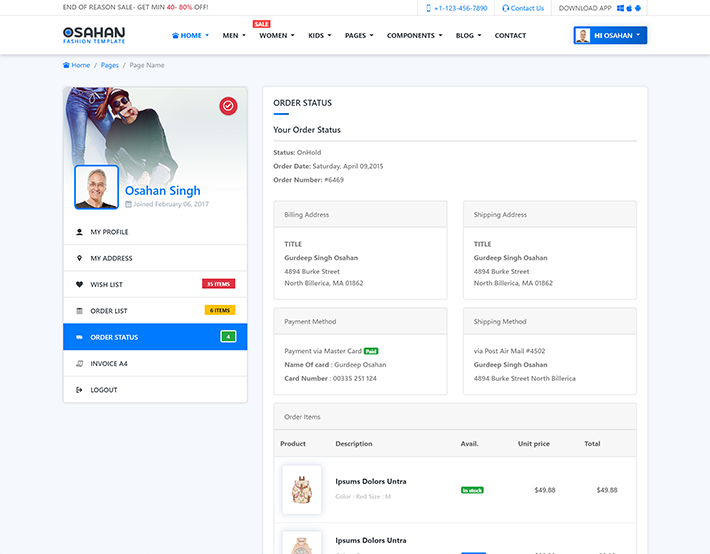 END OF REASON SALE- GET MIN 40- 80% OFF!
+1-123-456-7890
Contact Us
DOWNLOAD APP
OSAHAN
FASHION TEMPLATE
HOME
MEN
SALE
WOMEN
KIDS
PAGES
COMPONENTS
BLOG
CONTACT
HI OSAHAN
Home / Pages / Page Name
Osahan Singh
Joined February 06, 2017
MY PROFILE
MY ADDRESS
WISH LIST
35 ITEMS
ORDER LIST
6 ITEMS
ORDER STATUS
4
INVOICE A4
LOGOUT
ORDER STATUS
Your Order Status
Status: OnHold
Order Date: Saturday, April 09,2015
Order Number: #6469
Billing Address
TITLE
Gurdeep Singh Osahan
4894 Burke Street
North Billerica, MA 01862
Shipping Address
TITLE
Gurdeep Singh Osahan
4894 Burke Street
North Billerica, MA 01862
Payment Method
Payment via Master Card Paid
Name Of card : Gurdeep Osahan
Card Number : 00335 251 124
Shipping Method
via Post Air Mail #4502
Gurdeep Singh Osahan
4894 Burke Street North Billerica
Order Items
Product Description Avail. Unit price Total
Ipsums Dolors Untra
Color : Red Size : M
In stock
$49.88
$49.88
Ipsums Dolors Untra